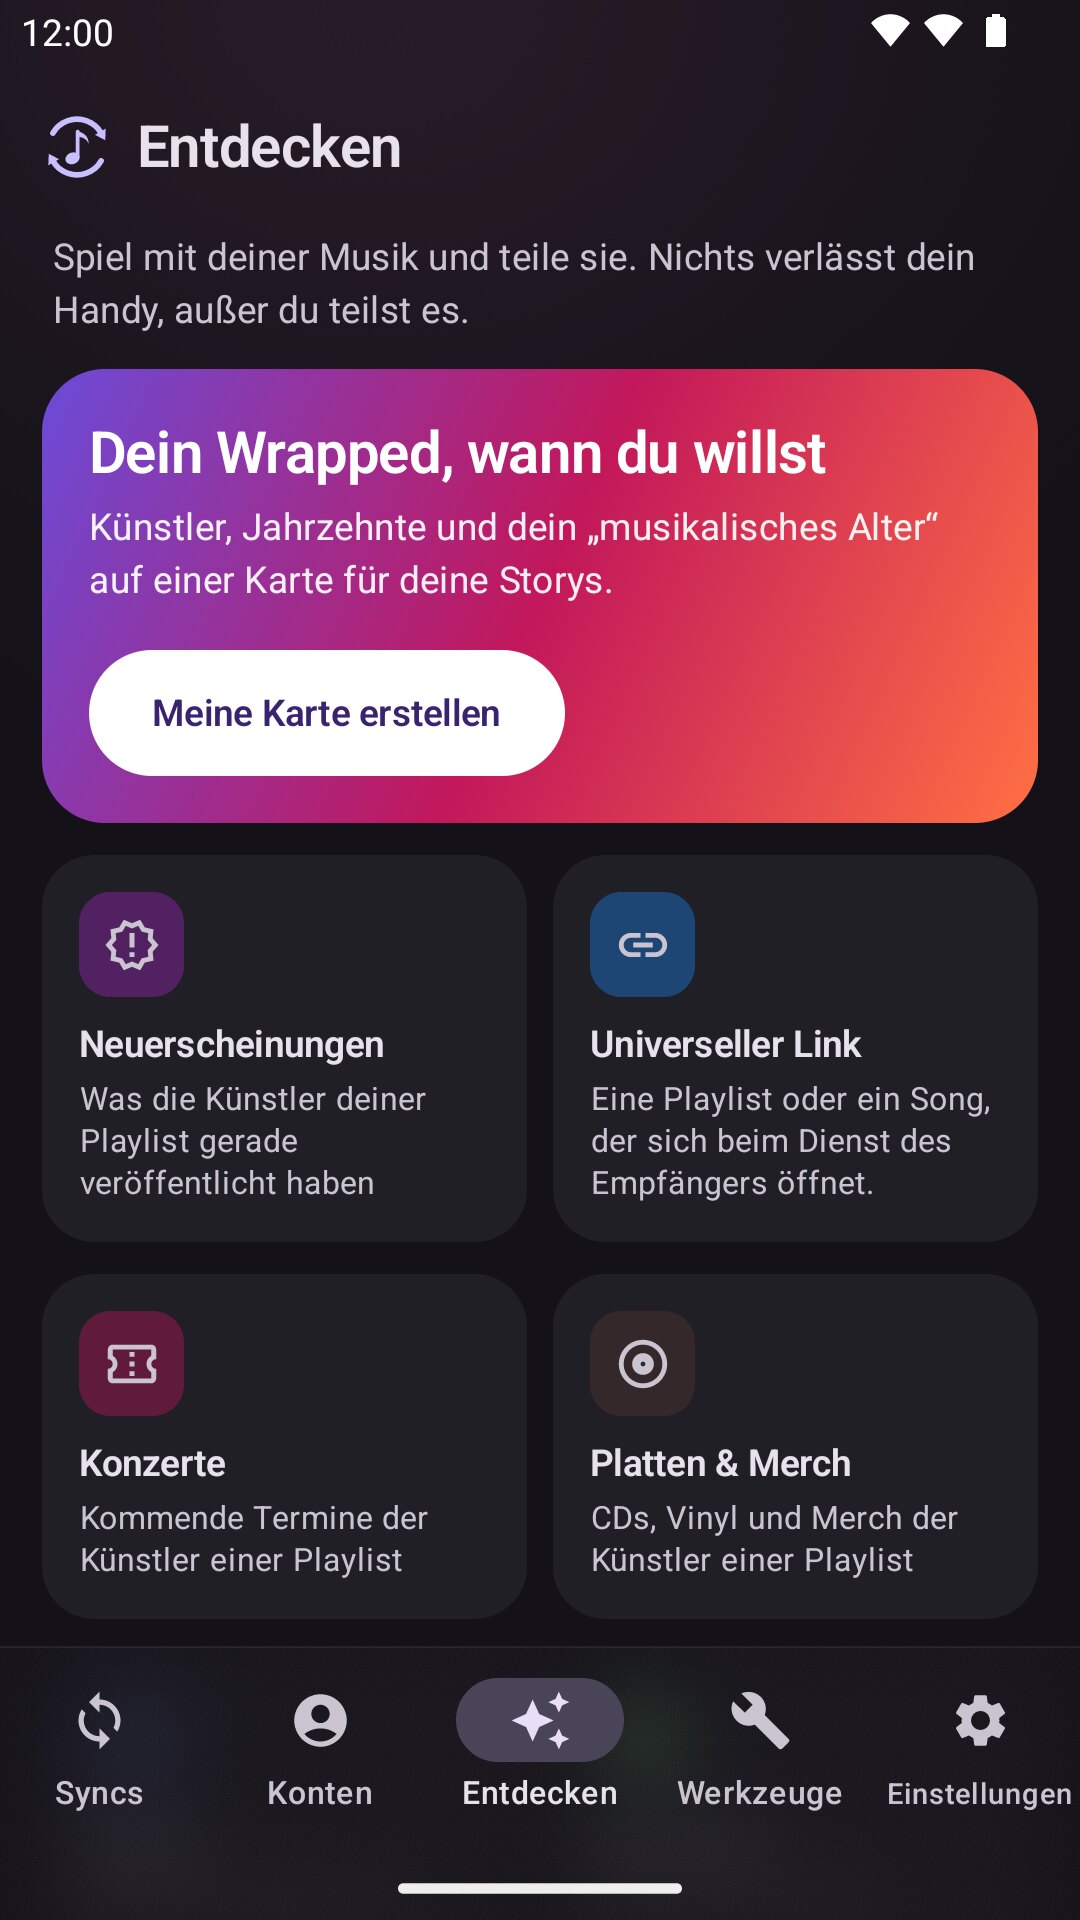 12:00
Entdecken
Spiel mit deiner Musik und teile sie. Nichts verlässt dein
Handy, außer du teilst es.
Dein Wrapped, wann du willst
Künstler, Jahrzehnte und dein „musikalisches Alter“
auf einer Karte für deine Storys.
Meine Karte erstellen
Neuerscheinungen
Was die Künstler deiner
Playlist gerade
veröffentlicht haben
Universeller Link
Eine Playlist oder ein Song,
der sich beim Dienst des
Empfängers öffnet.
Konzerte
Kommende Termine der
Künstler einer Playlist
Platten & Merch
CDs, Vinyl und Merch der
Künstler einer Playlist
Syncs
Konten
Entdecken
Werkzeuge
Einstellungen